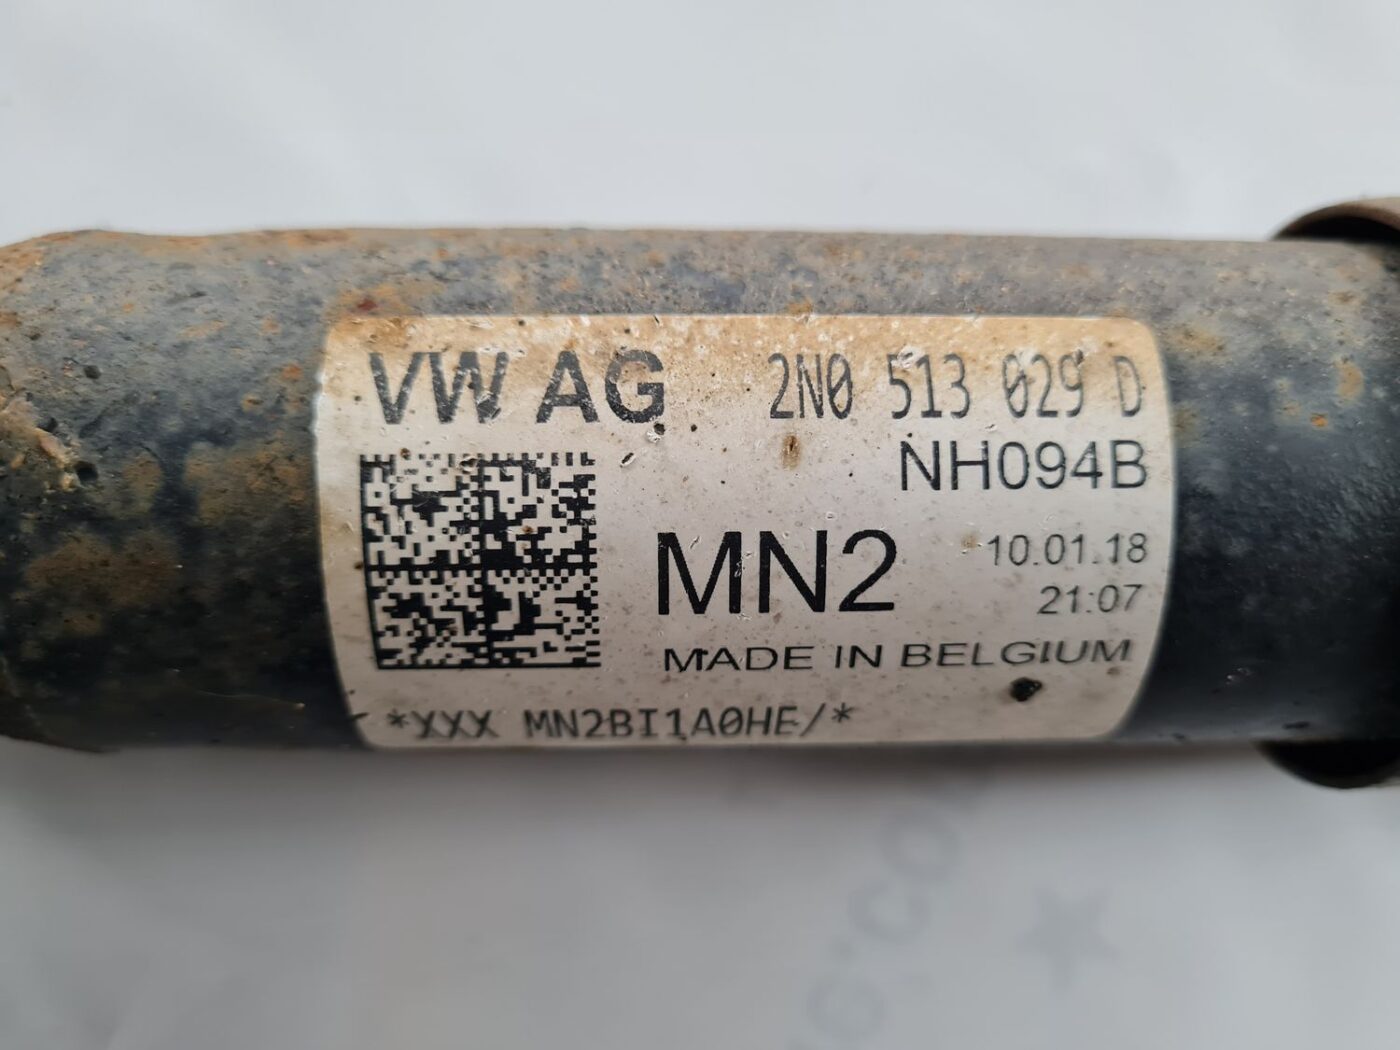 VW AG 2N0 513 029 D
NH094B
MN2 10.01.18
21:07
MADE IN BELGIUM
*XXX MN2BI1A0HE/*